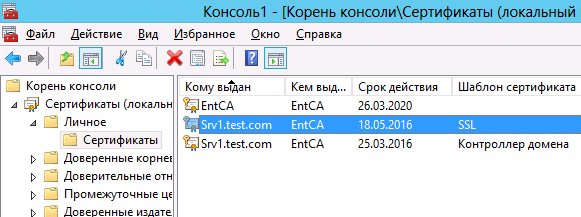 Консоль1 - [Корень консоли\Сертификаты (локальный
Файл Действие Вид Избранное Окно Справка
Корень консоли
Сертификаты (локальн
Личное
Сертификаты
Доверенные корнев
Доверительные отн
Промежуточные це
Доверенные издател
Кому выдан Кем выд... Срок действия Шаблон сертификата
EntCA EntCA 26.03.2020
Srv1.test.com EntCA 18.05.2016 SSL
Srv1.test.com EntCA 25.03.2016 Контроллер домена